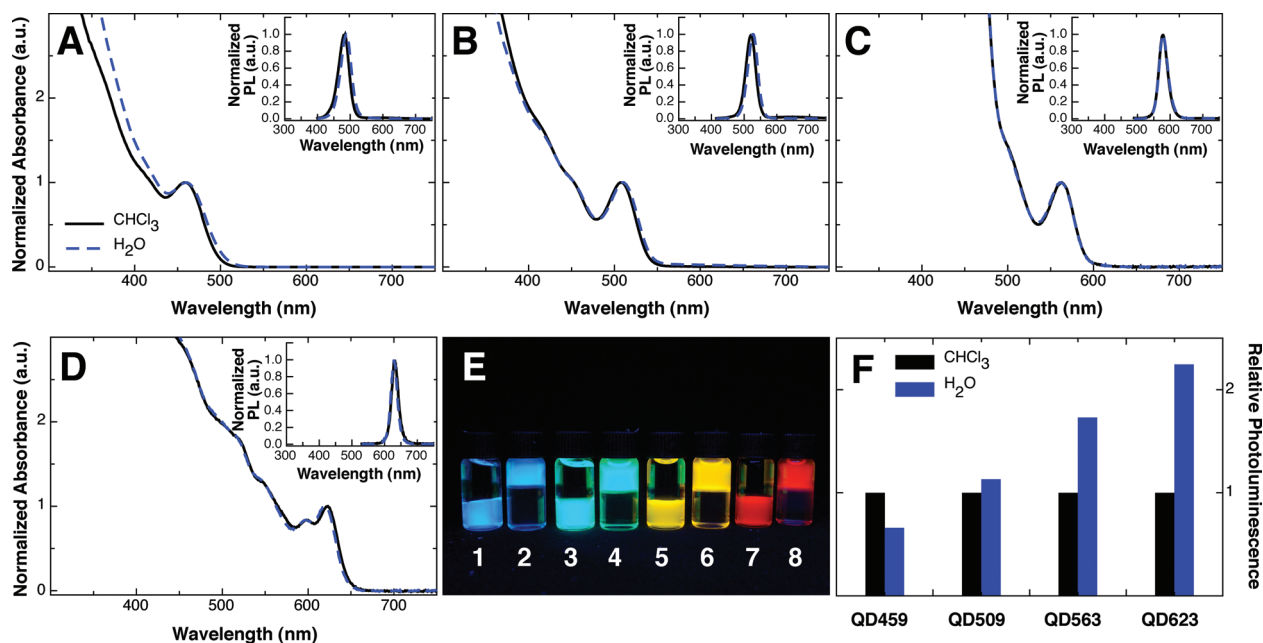 A
Normalized Absorbance (a.u.)
2
1
0
400
500
600
700
Wavelength (nm)
CHCl3
H2O
Normalized
PL (a.u.)
1.0
0.8
0.6
0.4
0.2
0.0
300 400 500 600 700
Wavelength (nm)
B
400
500
600
700
Wavelength (nm)
Normalized
PL (a.u.)
1.0
0.8
0.6
0.4
0.2
0.0
300 400 500 600 700
Wavelength (nm)
C
400
500
600
700
Wavelength (nm)
Normalized
PL (a.u.)
1.0
0.8
0.6
0.4
0.2
0.0
300 400 500 600 700
Wavelength (nm)
D
Normalized Absorbance (a.u.)
2
1
0
400
500
600
700
Wavelength (nm)
Normalized
PL (a.u.)
1.0
0.8
0.6
0.4
0.2
0.0
300 400 500 600 700
Wavelength (nm)
E
1 2 3 4 5 6 7 8
F
CHCl3
H2O
2
1
Relative Photoluminescence
QD459
QD509
QD563
QD623